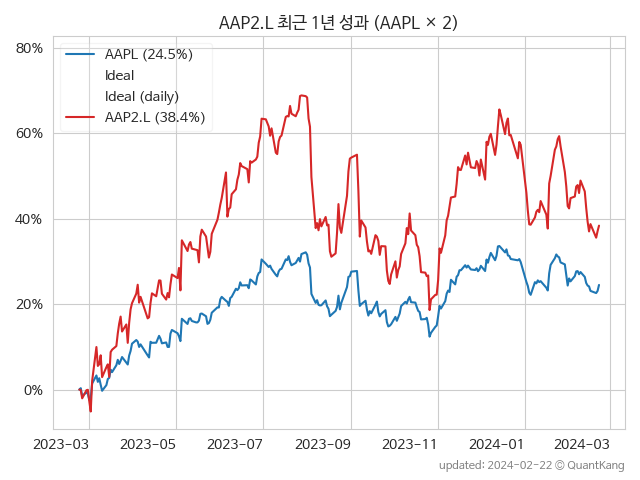 AAP2.L 최근 1년 성과 (AAPL × 2)
80%
60%
40%
20%
0%
AAPL (24.5%)
Ideal
Ideal (daily)
AAP2.L (38.4%)
2023-03 2023-05 2023-07 2023-09 2023-11 2024-01 2024-03
updated: 2024-02-22 © QuantKang